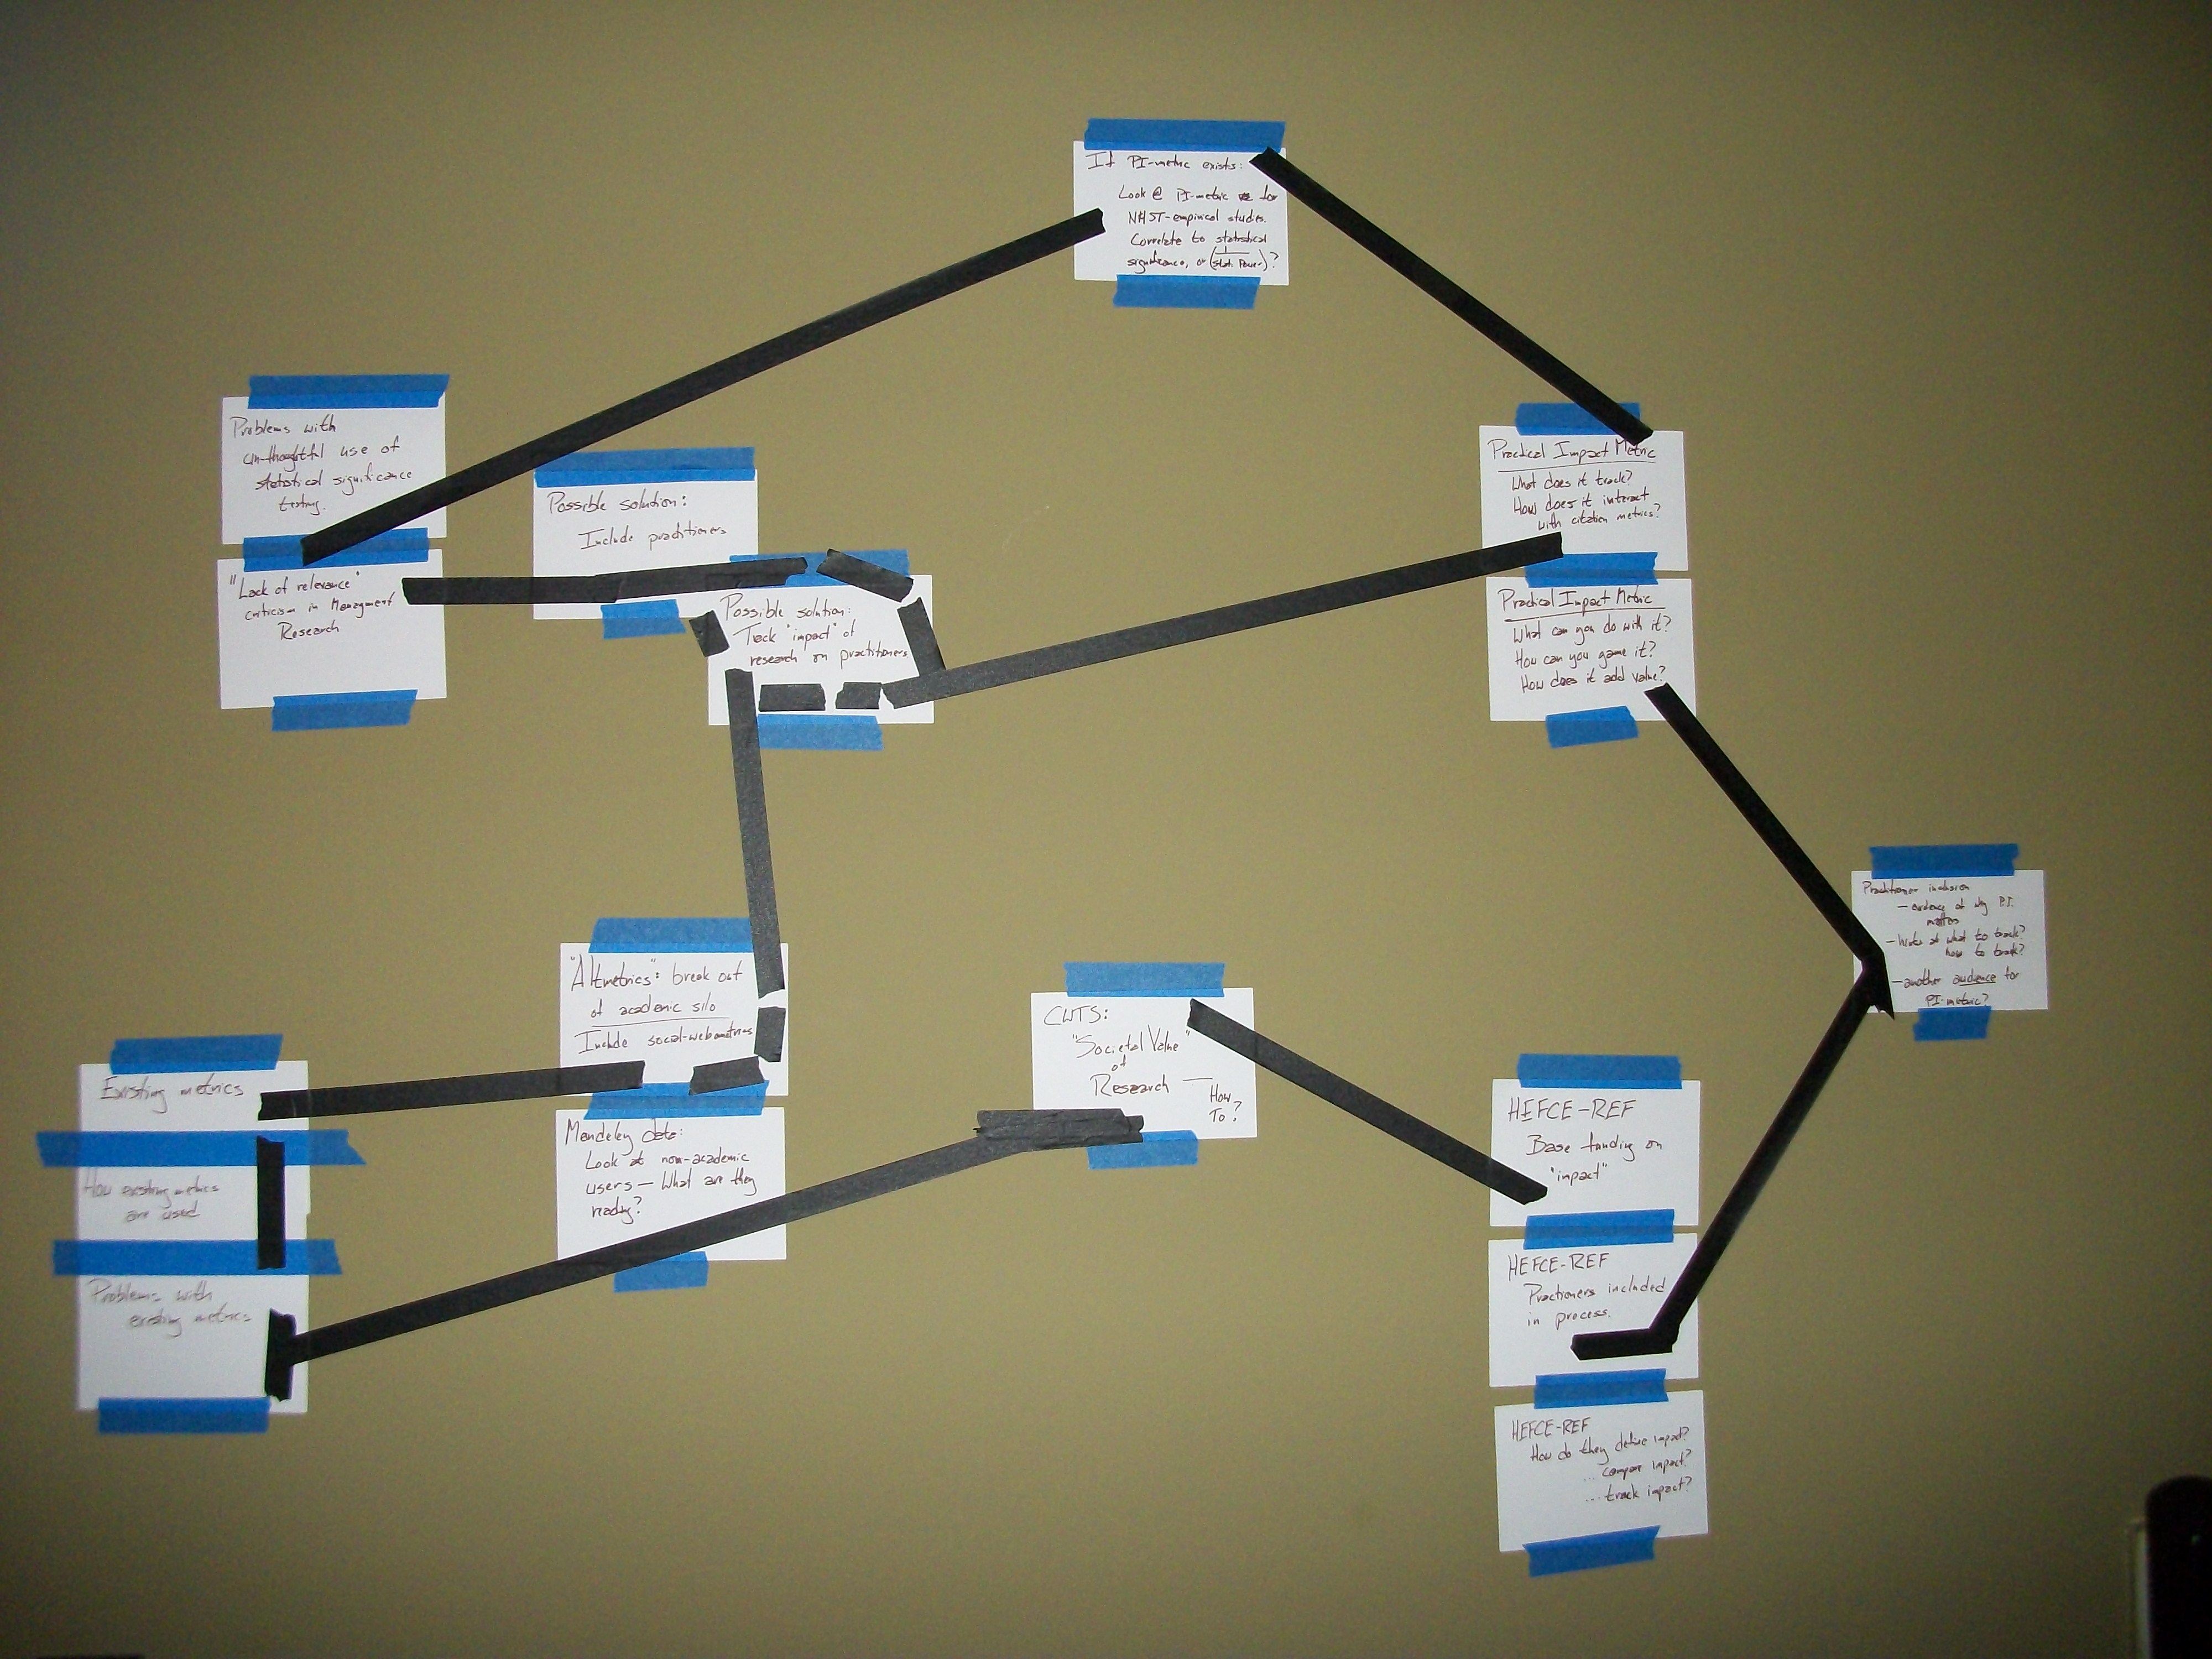 If PI-metric exists:
Look @ PI-metric for
NHST-empirical studies.
Correlate to statistical
significance, or (1/stat. Power)?
Problems with
un-thoughtful use of
statistical significance
testing.
"Lack of relevance"
criticism in Managment
Research
Possible solution:
Include practitioners
Possible solution:
Track "impact" of
research on practitioners
Practical Impact Metric
What does it track?
How does it interact
with citation metrics?
Practical Impact Metric
What can you do with it?
How can you game it?
How does it add value?
Practitioner inclusion
— evidence of why P.I.
matters
— hints at what to track?
how to track?
— another audience for
PI-metric?
"Altmetrics": break out
of academic silo
Include social-webometrics
Mendeley data:
Look at non-academic
users — What are they
readig?
CWTS:
"Societal Value"
of
Research —
How
To?
Existing metrics
How existing metrics
are used
Problems with
existing metrics
HEFCE-REF
Base funding on
"impact"
HEFCE-REF
Practioners included
in process.
HEFCE-REF
How do they define impact?
... compare impact?
... track impact?